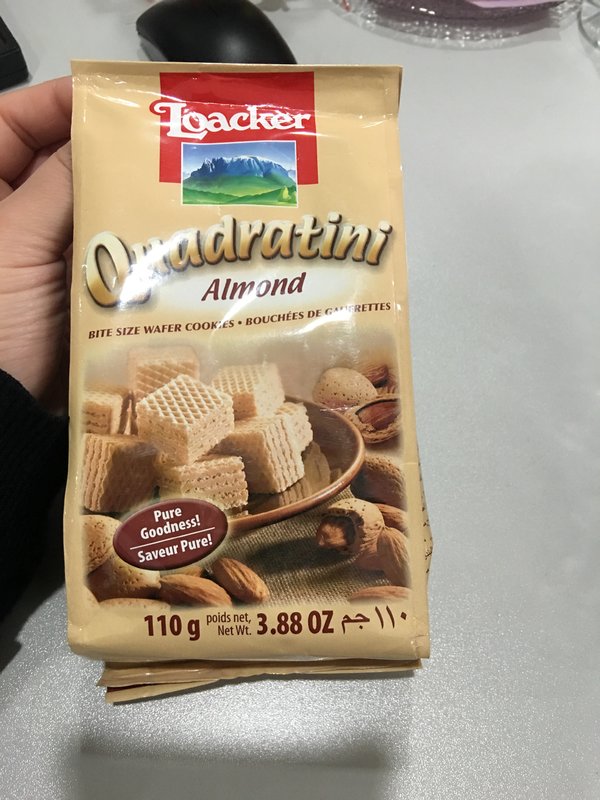 Loacker
Quadratini
Almond
BITE SIZE WAFER COOKIES • BOUCHÉES DE GAUFRETTES
Pure
Goodness!
Saveur Pure!
110 g poids net, Net Wt. 3.88 OZ ١١٠ جم